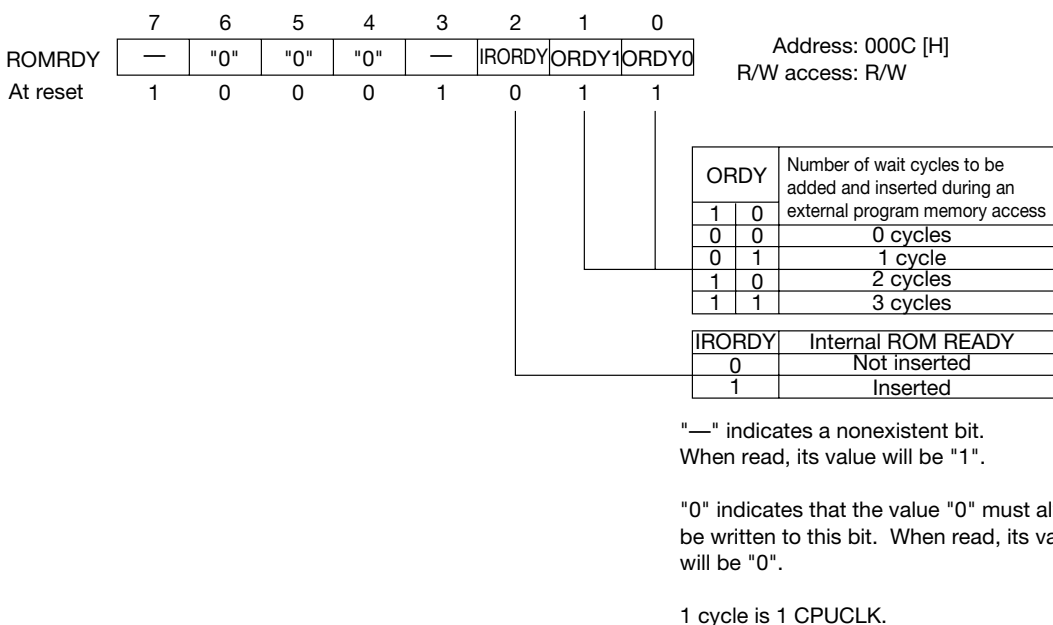 7 6 5 4 3 2 1 0
ROMRDY — "0" "0" "0" — IRORDY ORDY1 ORDY0
At reset 1 0 0 0 1 0 1 1
Address: 000C [H]
R/W access: R/W
ORDY Number of wait cycles to be
added and inserted during an
1 0 external program memory access
0 0 0 cycles
0 1 1 cycle
1 0 2 cycles
1 1 3 cycles
IRORDY Internal ROM READY
0 Not inserted
1 Inserted
"—" indicates a nonexistent bit.
When read, its value will be "1".
"0" indicates that the value "0" must
be written to this bit. When read, its
will be "0".
1 cycle is 1 CPUCLK.